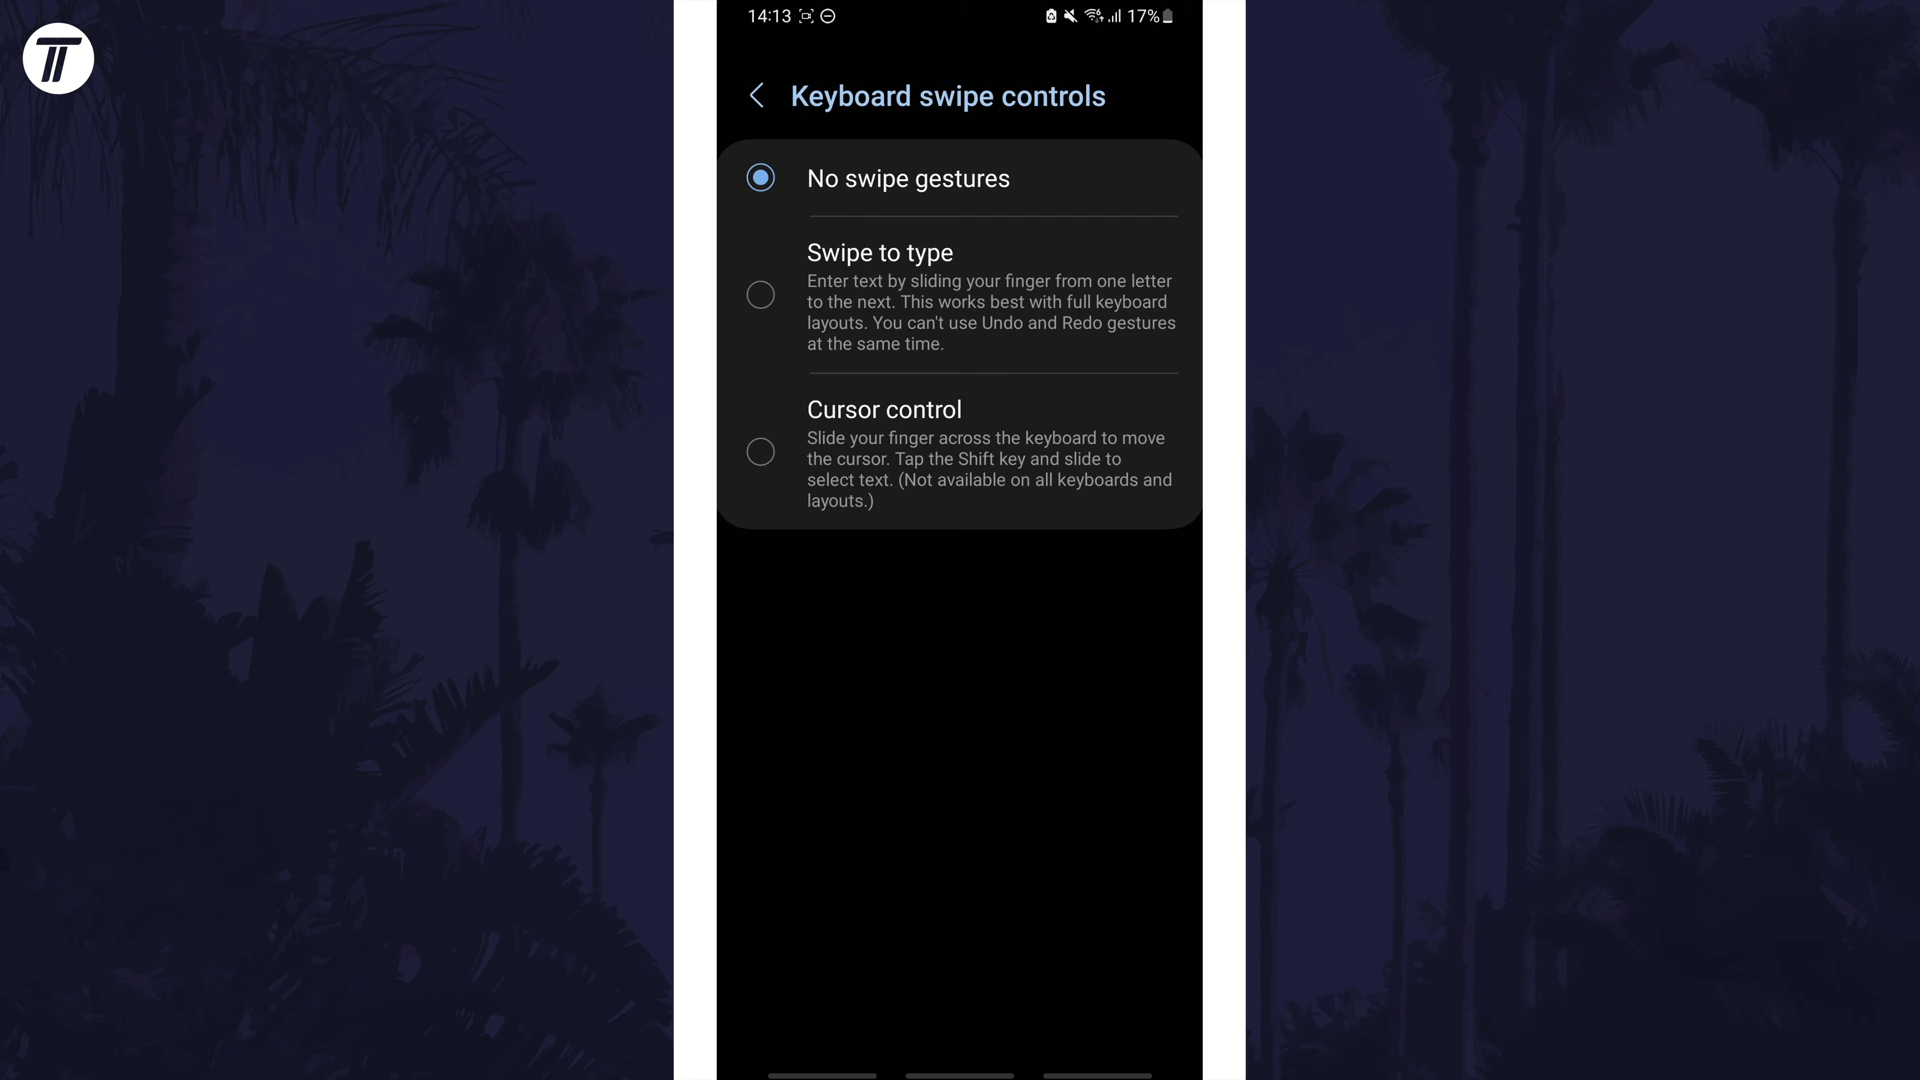 14:13 17%
Keyboard swipe controls
No swipe gestures
Swipe to type
Enter text by sliding your finger from one letter
to the next. This works best with full keyboard
layouts. You can't use Undo and Redo gestures
at the same time.
Cursor control
Slide your finger across the keyboard to move
the cursor. Tap the Shift key and slide to
select text. (Not available on all keyboards and
layouts.)